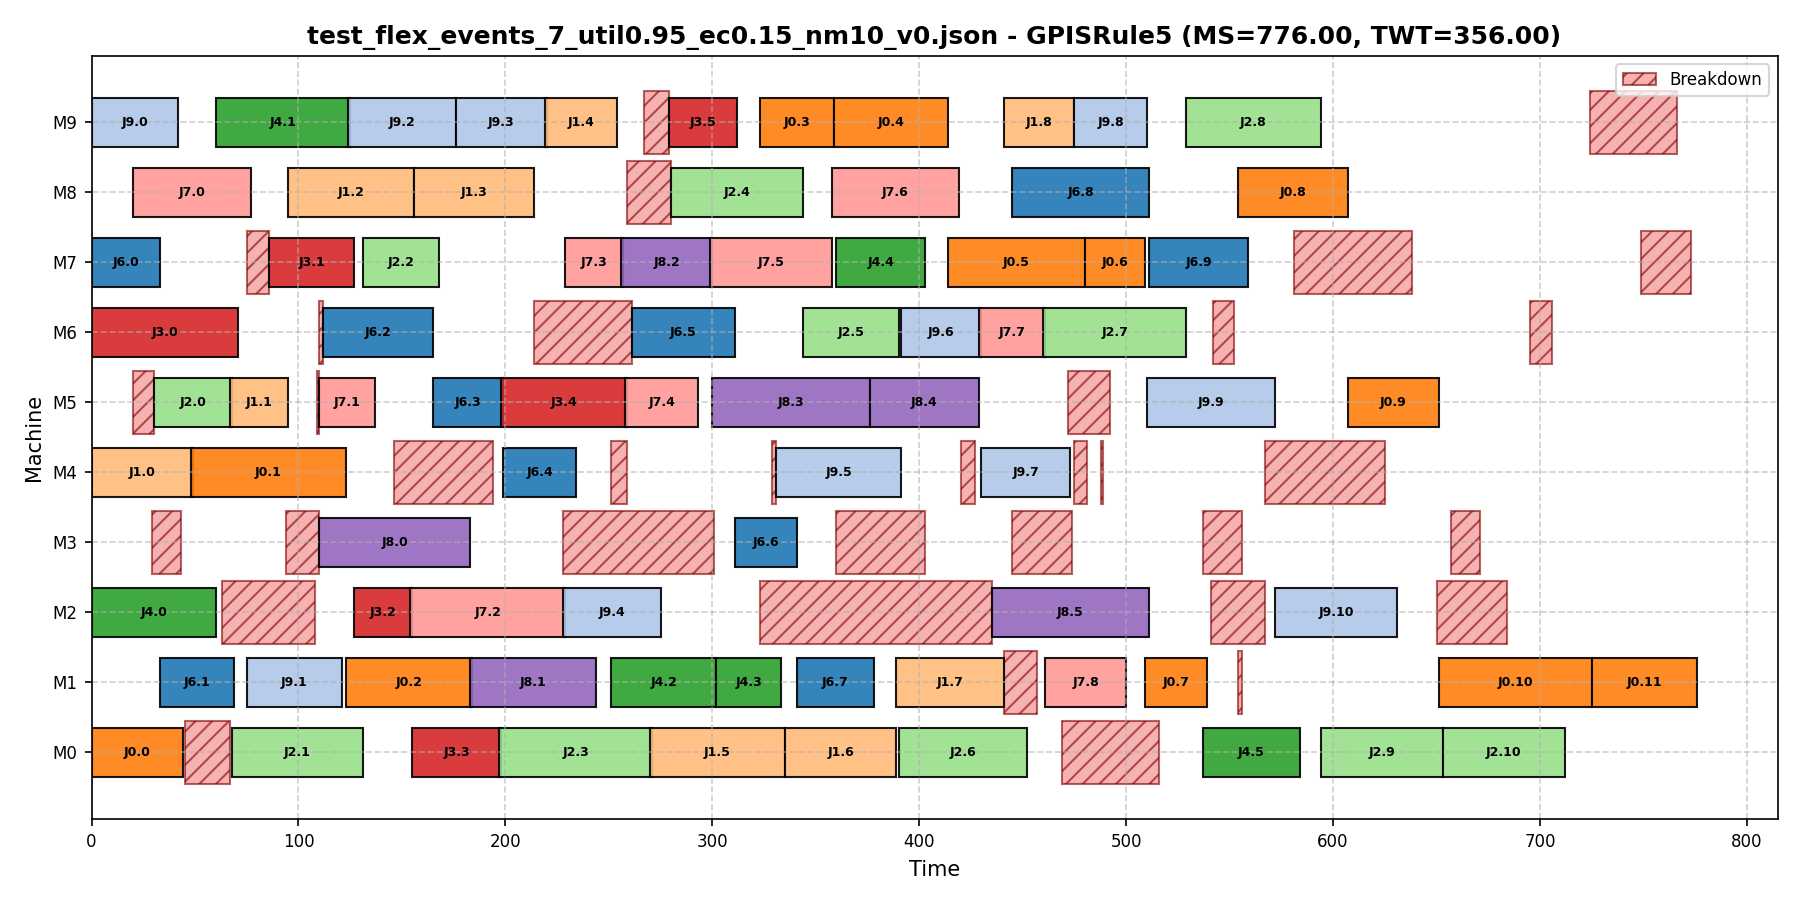 test_flex_events_7_util0.95_ec0.15_nm10_v0.json - GPISRule5 (MS=776.00, TWT=356.00)
Breakdown
M9 J9.0 J4.1 J9.2 J9.3 J1.4 J3.5 J0.3 J0.4 J1.8 J9.8 J2.8
M8 J7.0 J1.2 J1.3 J2.4 J7.6 J6.8 J0.8
M7 J6.0 J3.1 J2.2 J7.3 J8.2 J7.5 J4.4 J0.5 J0.6 J6.9
M6 J3.0 J6.2 J6.5 J2.5 J9.6 J7.7 J2.7
M5 J2.0 J1.1 J7.1 J6.3 J3.4 J7.4 J8.3 J8.4 J9.9 J0.9
M4 J1.0 J0.1 J6.4 J9.5 J9.7
M3 J8.0 J6.6
M2 J4.0 J3.2 J7.2 J9.4 J8.5 J9.10
M1 J6.1 J9.1 J0.2 J8.1 J4.2 J4.3 J6.7 J1.7 J7.8 J0.7 J0.10 J0.11
M0 J0.0 J2.1 J3.3 J2.3 J1.5 J1.6 J2.6 J4.5 J2.9 J2.10
Machine
0 100 200 300 400 500 600 700 800
Time